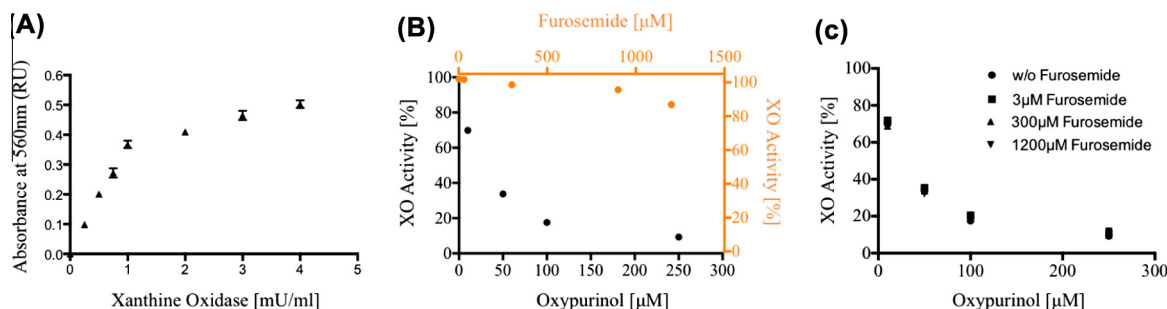 (A)
Absorbance at 560nm (RU)
0.6
0.5
0.4
0.3
0.2
0.1
0.0
0 1 2 3 4 5
Xanthine Oxidase [mU/ml]
(B)
Furosemide [µM]
0 500 1000 1500
XO Activity [%]
100
80
60
40
20
0
100
80
60
40
20
0
XO Activity [%]
0 50 100 150 200 250 300
Oxypurinol [µM]
(c)
XO Activity [%]
100
80
60
40
20
0
w/o Furosemide
3µM Furosemide
300µM Furosemide
1200µM Furosemide
0 100 200 300
Oxypurinol [µM]